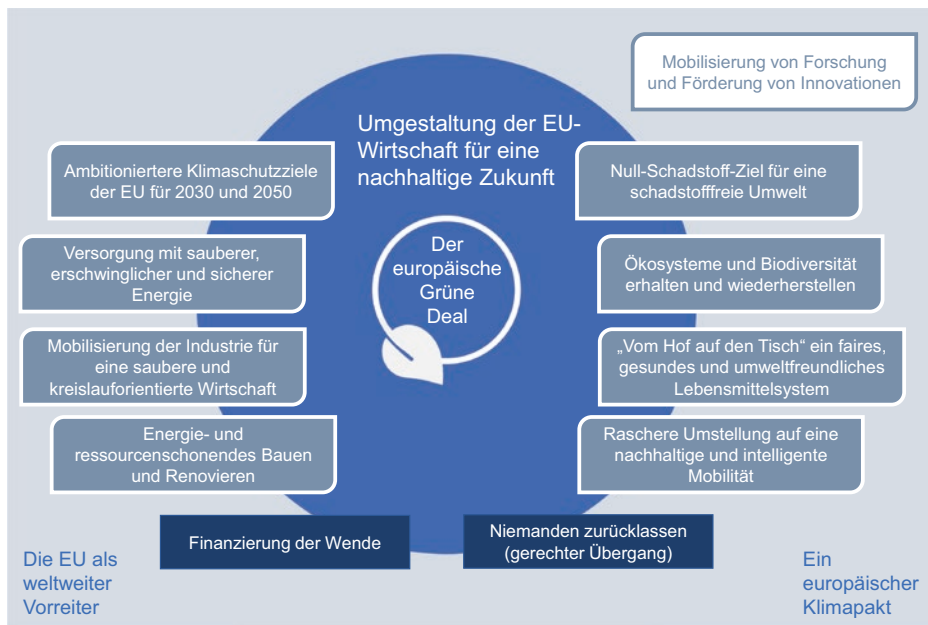 Mobilisierung von Forschung
und Förderung von Innovationen
Umgestaltung der EU-
Wirtschaft für eine
nachhaltige Zukunft
Ambitioniertere Klimaschutzziele
der EU für 2030 und 2050
Null-Schadstoff-Ziel für eine
schadstofffreie Umwelt
Der
europäische
Grüne
Deal
Versorgung mit sauberer,
erschwinglicher und sicherer
Energie
Ökosysteme und Biodiversität
erhalten und wiederherstellen
Mobilisierung der Industrie für
eine saubere und
kreislauforientierte Wirtschaft
„Vom Hof auf den Tisch“ ein faires,
gesundes und umweltfreundliches
Lebensmittelsystem
Energie- und
ressourcenschonendes Bauen
und Renovieren
Raschere Umstellung auf eine
nachhaltige und intelligente
Mobilität
Finanzierung der Wende
Niemanden zurücklassen
(gerechter Übergang)
Die EU als
weltweiter
Vorreiter
Ein
europäischer
Klimapakt